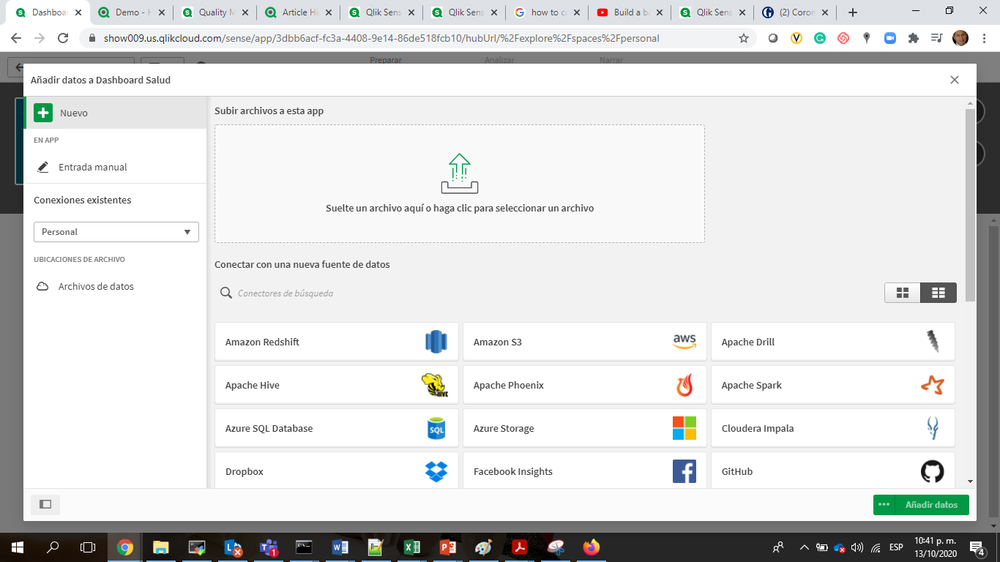 Dashboa
Demo - H
Quality M
Article Hi
Qlik Sens
Qlik Sens
how to cr
Build a ba
Qlik Sens
(2) Coron
show009.us.qlikcloud.com/sense/app/3dbb6acf-fc3a-4408-9e14-86de518fcb10/hubUrl/%2Fexplore%2Fspaces%2Fpersonal
Preparar
Analizar
Narrar
Añadir datos a Dashboard Salud
Nuevo
EN APP
Entrada manual
Conexiones existentes
Personal
UBICACIONES DE ARCHIVO
Archivos de datos
Subir archivos a esta app
Suelte un archivo aquí o haga clic para seleccionar un archivo
Conectar con una nueva fuente de datos
Conectores de búsqueda
Amazon Redshift
Amazon S3
aws
Apache Drill
Apache Hive
HIVE
Apache Phoenix
Apache Spark
Azure SQL Database
SQL
Azure Storage
Cloudera Impala
Dropbox
Facebook Insights
GitHub
Añadir datos
ESP
10:41 p. m.
13/10/2020
4
1